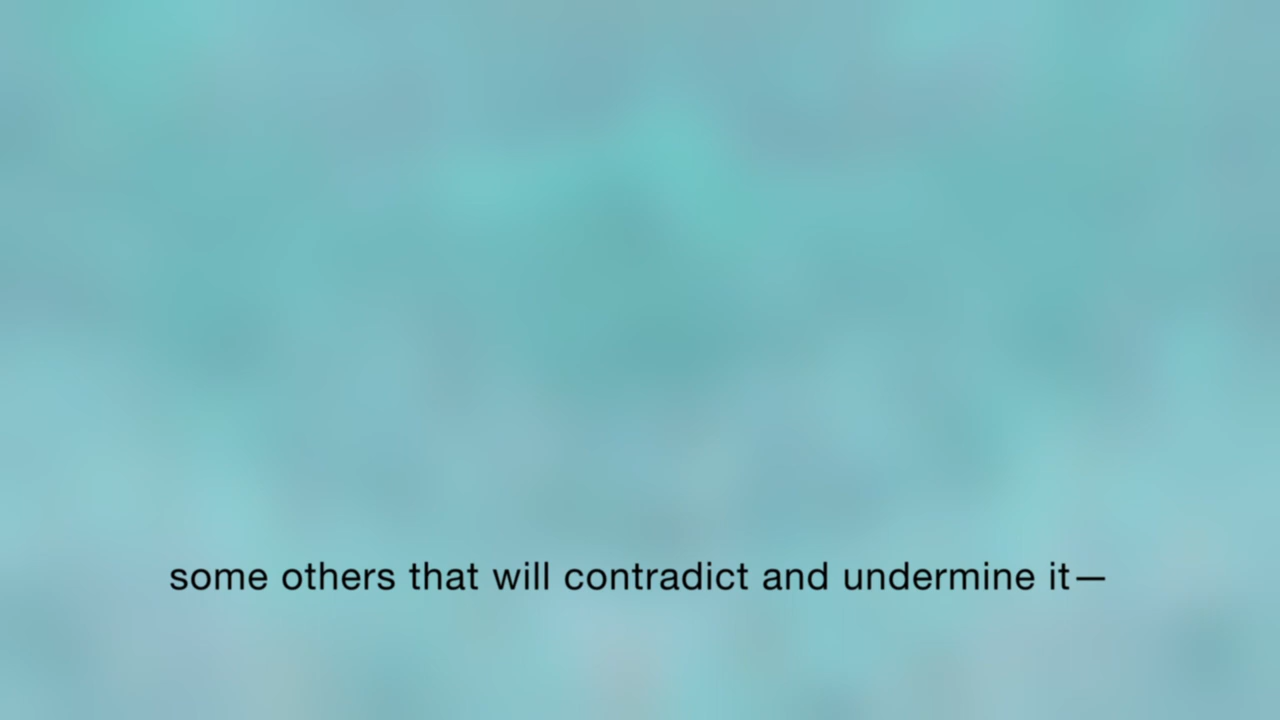 some others that will contradict and undermine it—